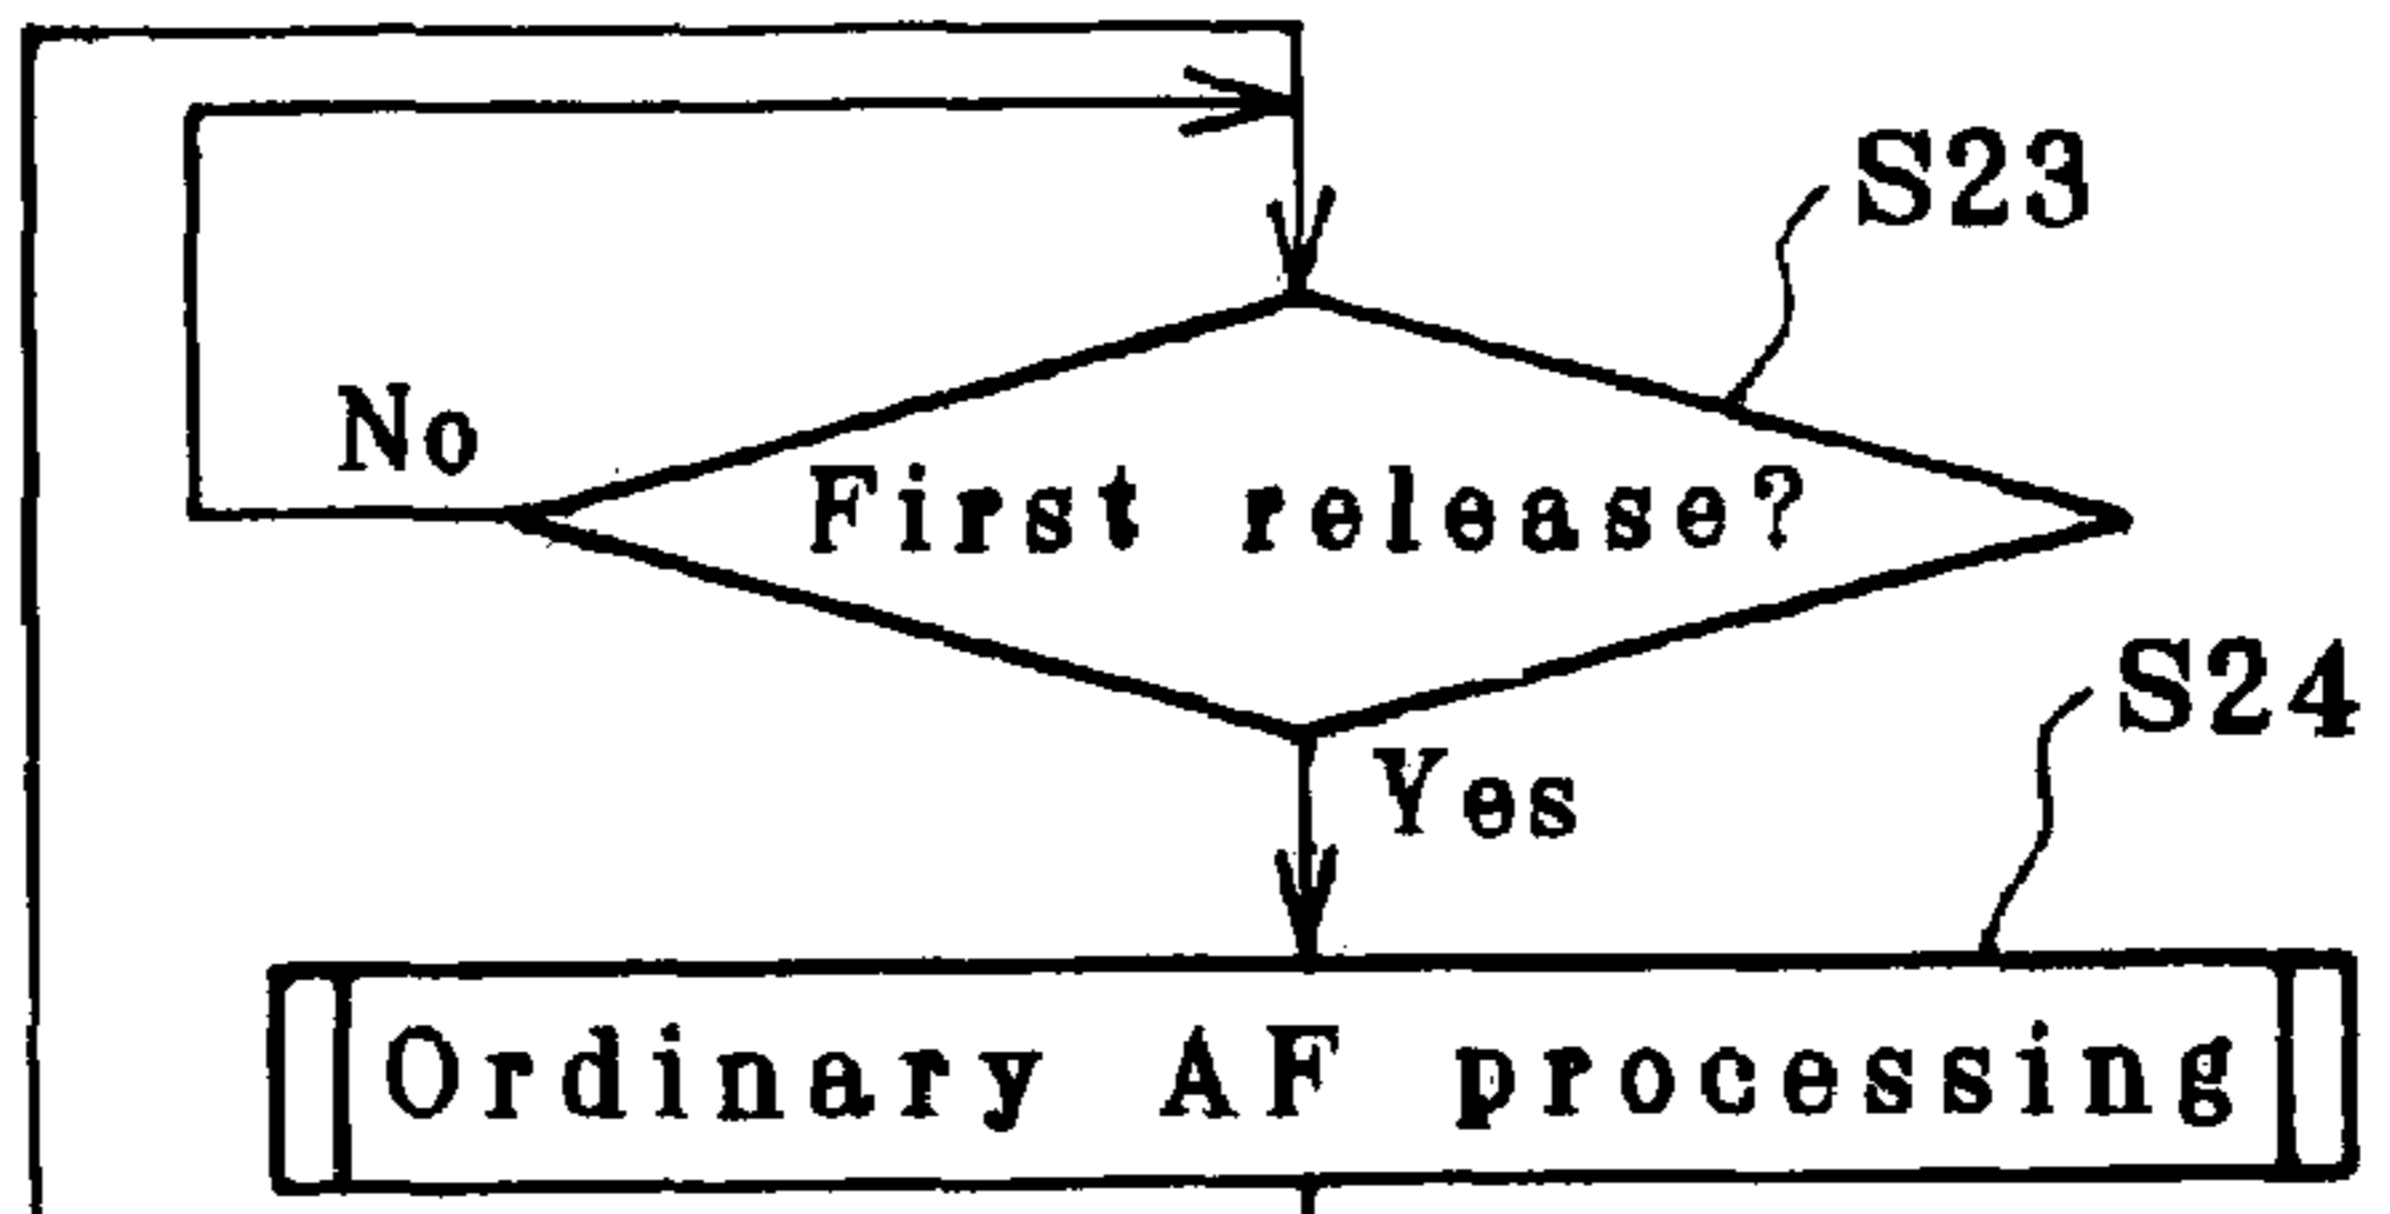 S23
No
First release?
S24
Yes
Ordinary AF processing